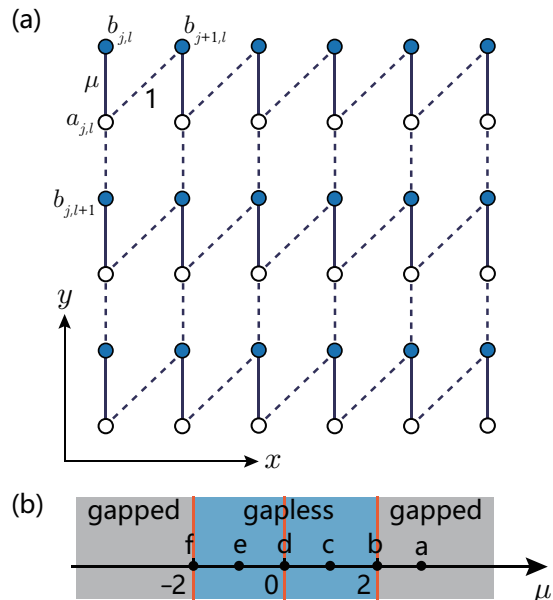 (a)
b_{j,l} b_{j+1,l}
μ
1
a_{j,l}
b_{j,l+1}
y
x
(b)
gapped gapless gapped
f e d c b a
−2 0 2 μ